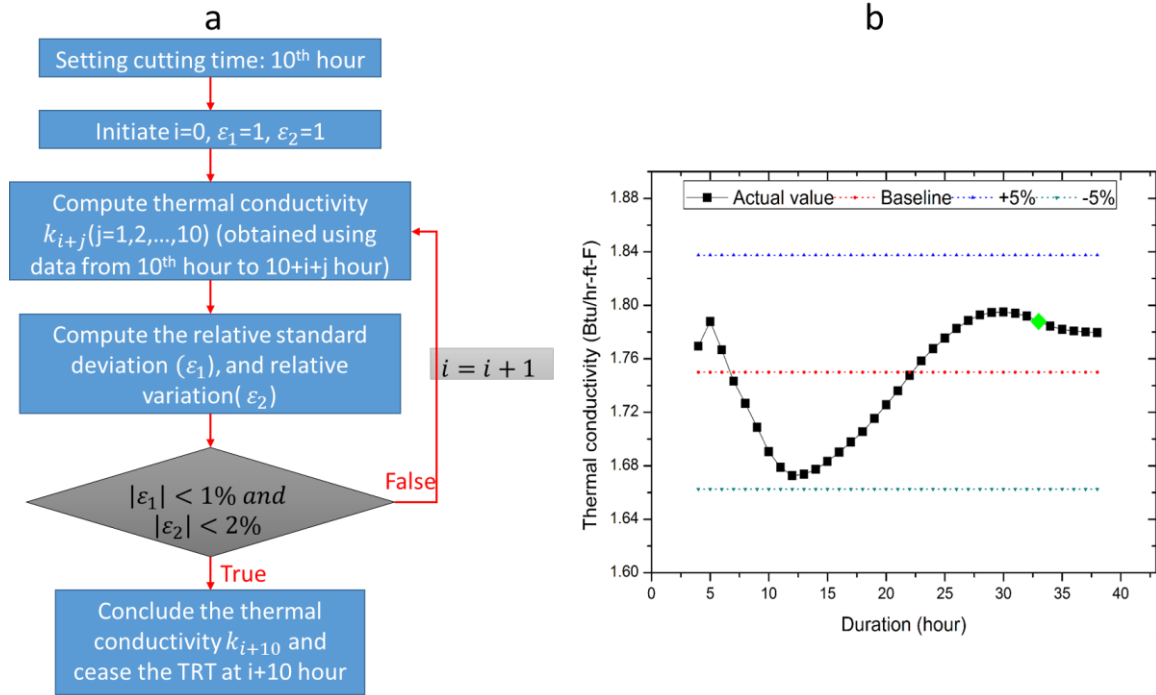 a
Setting cutting time: 10th hour
Initiate i=0, ε₁=1, ε₂=1
Compute thermal conductivity
k_{i+j}(j=1,2,...,10) (obtained using
data from 10th hour to 10+i+j hour)
Compute the relative standard
deviation (ε₁), and relative
variation( ε₂)
i = i + 1
|ε₁| < 1% and
|ε₂| < 2%
False
True
Conclude the thermal
conductivity k_{i+10} and
cease the TRT at i+10 hour
b
Actual value Baseline +5% -5%
Thermal conductivity (Btu/hr-ft-F)
1.88
1.84
1.80
1.76
1.72
1.68
1.64
1.60
0 5 10 15 20 25 30 35 40
Duration (hour)